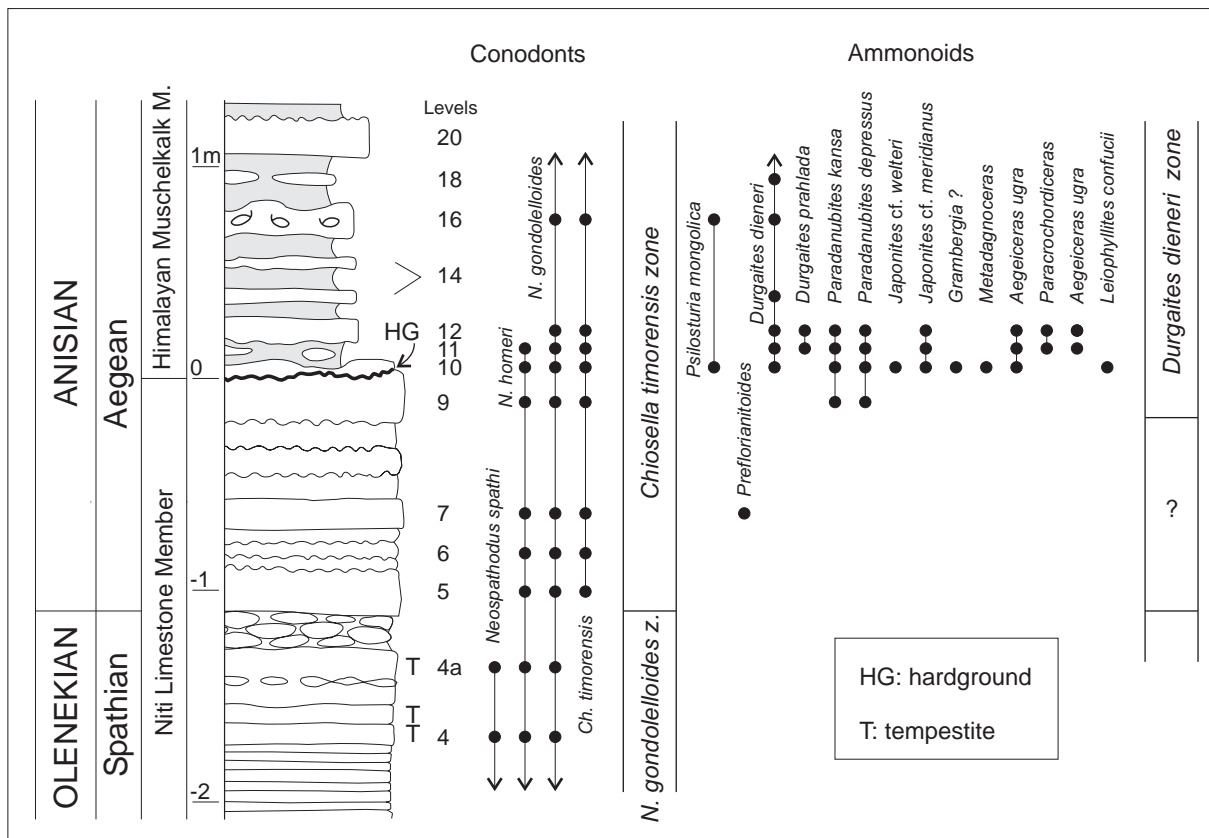 Conodonts
Ammonoids
ANISIAN
OLENEKIAN
Aegean
Spathian
Himalayan Muschelkalk M.
Niti Limestone Member
1m
0
-1
-2
HG
T
T
T
Levels
20
18
16
14
12
11
10
9
7
6
5
4a
4
Neospathodus spathi
N. homeri
N. gondolelloides
Ch. timorensis
Chiosella timorensis zone
N. gondolelloides z.
Psilosturia mongolica
Preflorianitoides
Durgaites dieneri
Durgaites prahlada
Paradanubites kansa
Paradanubites depressus
Japonites cf. welteri
Japonites cf. meridianus
Grambergia ?
Metadagnoceras
Aegeiceras ugra
Paracrochordiceras
Aegeiceras ugra
Leiophyllites confucii
Durgaites dieneri zone
?
HG: hardground
T: tempestite